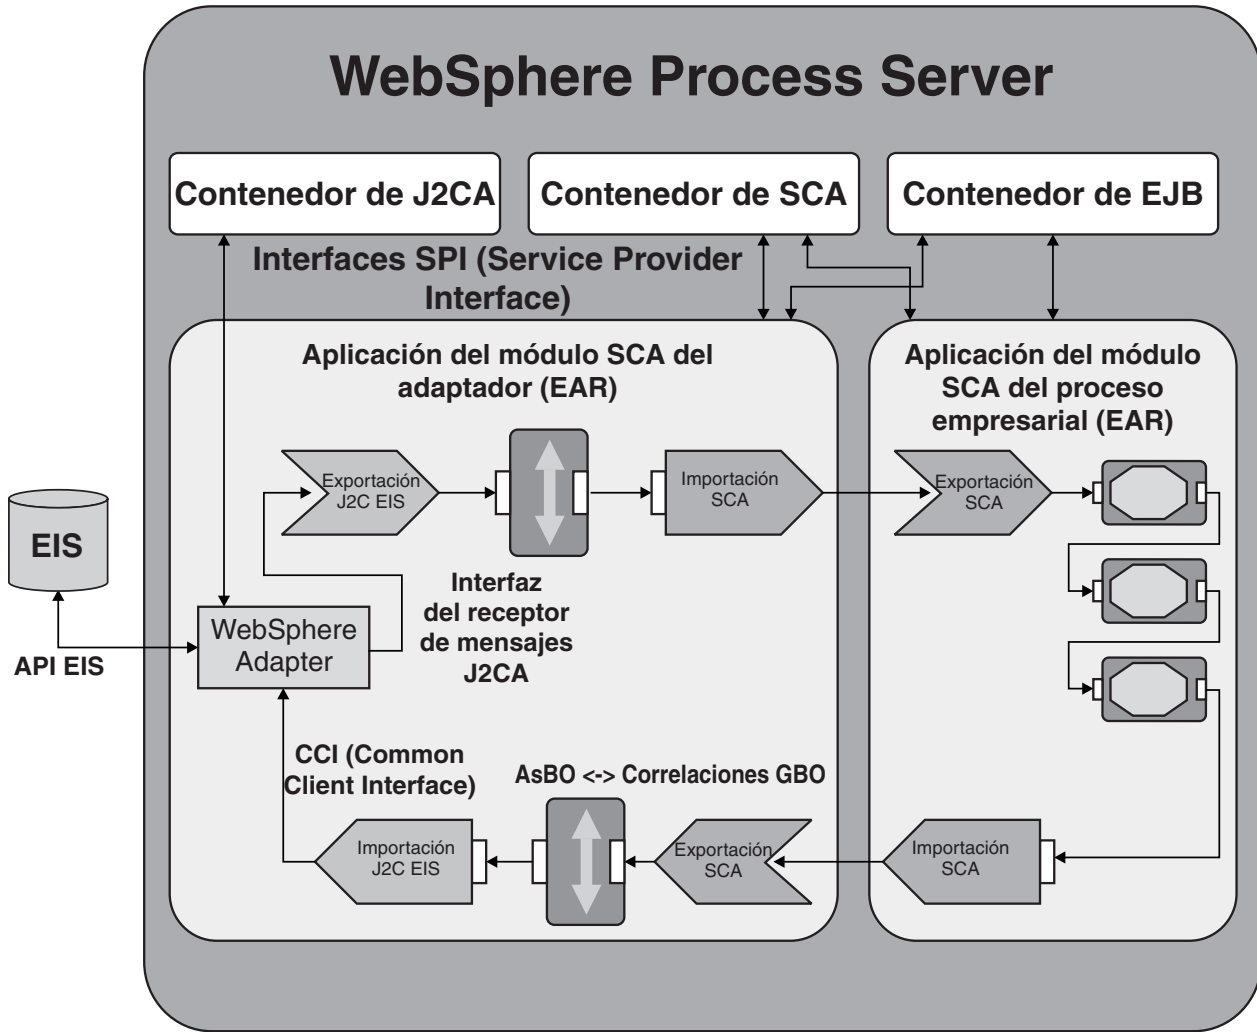 WebSphere Process Server
Contenedor de J2CA
Contenedor de SCA
Contenedor de EJB
Interfaces SPI (Service Provider
Interface)
Aplicación del módulo SCA del
adaptador (EAR)
Aplicación del módulo
SCA del proceso
empresarial (EAR)
Exportación
J2C EIS
Importación
SCA
Exportación
SCA
EIS
API EIS
WebSphere
Adapter
Interfaz
del receptor
de mensajes
J2CA
CCI (Common
Client Interface)
AsBO <-> Correlaciones GBO
Importación
J2C EIS
Exportación
SCA
Importación
SCA